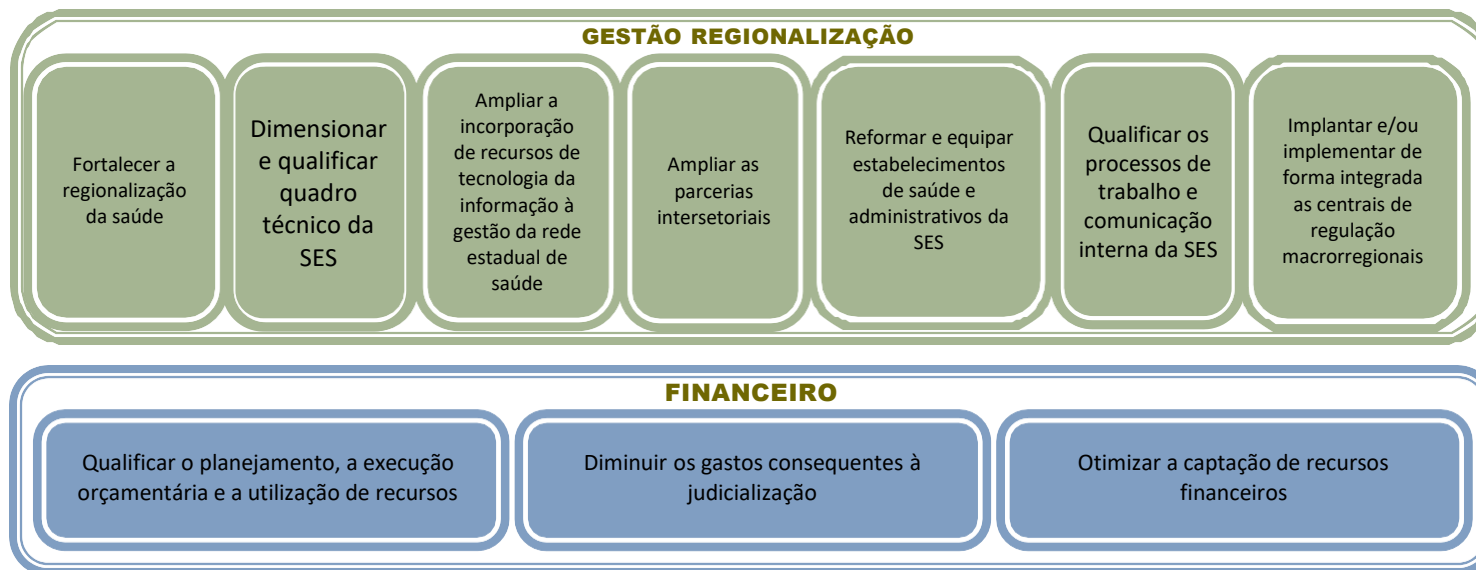 GESTÃO REGIONALIZAÇÃO
Fortalecer a
regionalização
da saúde
Dimensionar
e qualificar
quadro
técnico da
SES
Ampliar a
incorporação
de recursos de
tecnologia da
informação à
gestão da rede
estadual de
saúde
Ampliar as
parcerias
intersetoriais
Reformar e equipar
estabelecimentos
de saúde e
administrativos da
SES
Qualificar os
processos de
trabalho e
comunicação
interna da SES
Implantar e/ou
implementar de
forma integrada
as centrais de
regulação
macrorregionais
FINANCEIRO
Qualificar o planejamento, a execução
orçamentária e a utilização de recursos
Diminuir os gastos consequentes à
judicialização
Otimizar a captação de recursos
financeiros